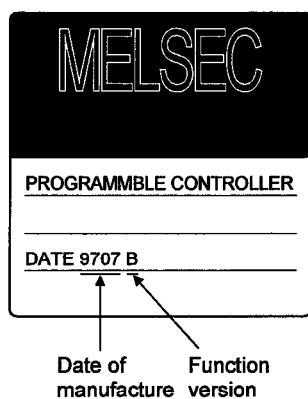 MELSEC
PROGRAMMBLE CONTROLLER
DATE 9707 B
Date of Function
manufacture version